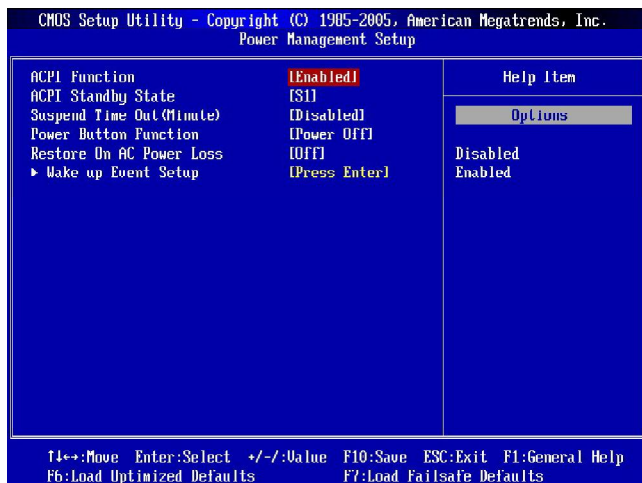 CMOS Setup Utility - Copyright (C) 1985-2005, American Megatrends, Inc.
Power Management Setup
ACPI Function [Enabled]
ACPI Standby State [S1]
Suspend Time Out(Minute) [Disabled]
Power Button Function [Power Off]
Restore On AC Power Loss [Off]
▶ Wake up Event Setup [Press Enter]
Help Item
Options
Disabled
Enabled
↑↓←→:Move Enter:Select +/-/:Value F10:Save ESC:Exit F1:General Help
F6:Load Optimized Defaults F7:Load Failsafe Defaults